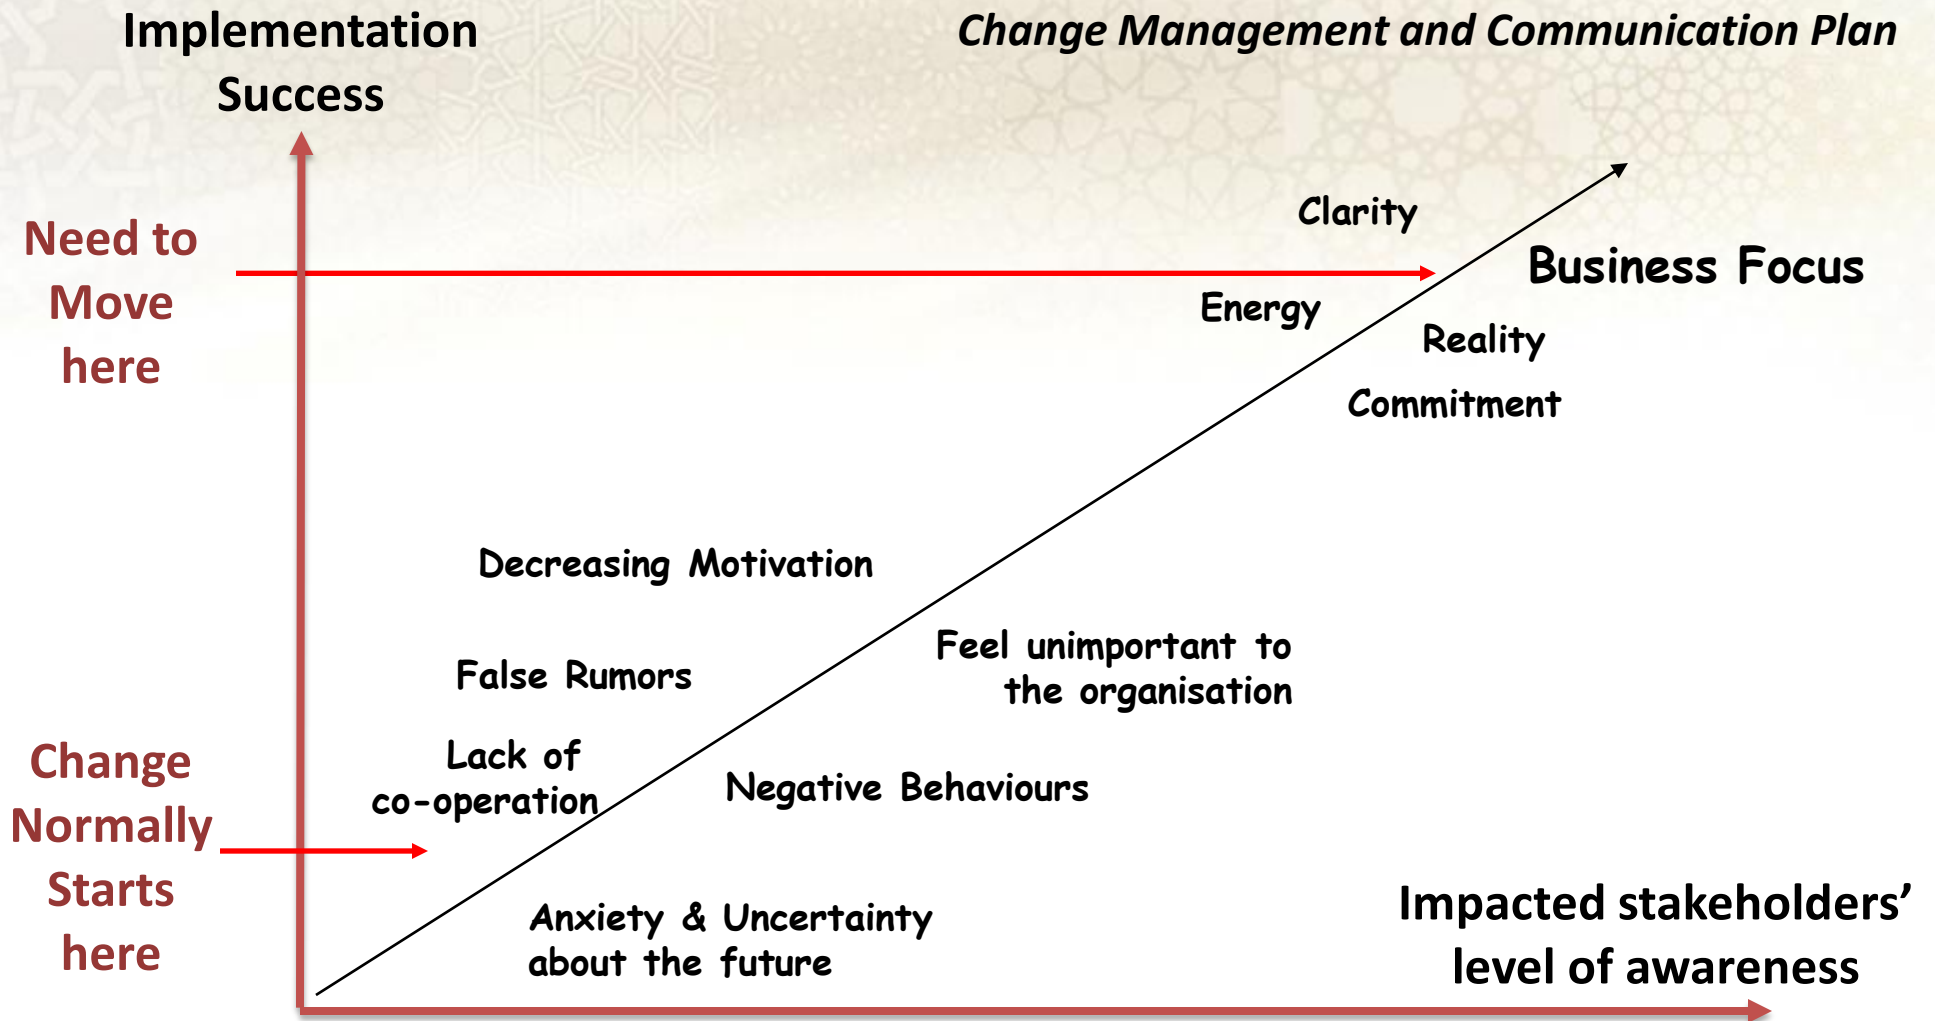 Implementation
Success
Change Management and Communication Plan
Need to
Move
here
Clarity
Business Focus
Energy
Reality
Commitment
Decreasing Motivation
Feel unimportant to
the organisation
False Rumors
Lack of
co-operation
Negative Behaviours
Change
Normally
Starts
here
Anxiety & Uncertainty
about the future
Impacted stakeholders’
level of awareness